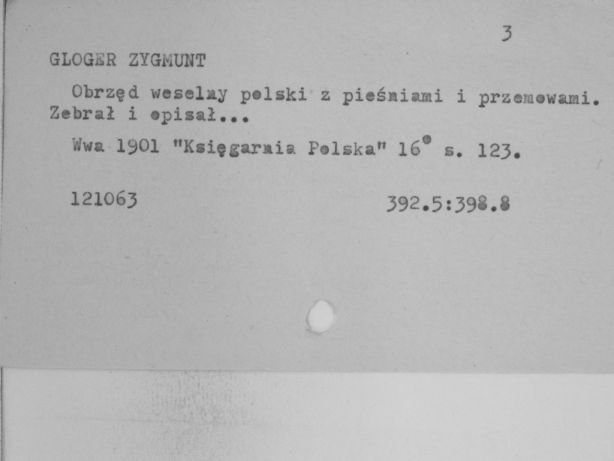 3
GLOGER ZYGMUNT
Obrzęd weselny polski z pieśniami i przemowami.
Zebrał i opisał...
Wwa 1901 "Księgarnia Polska" 16° s. 123.
121063 392.5:398.8